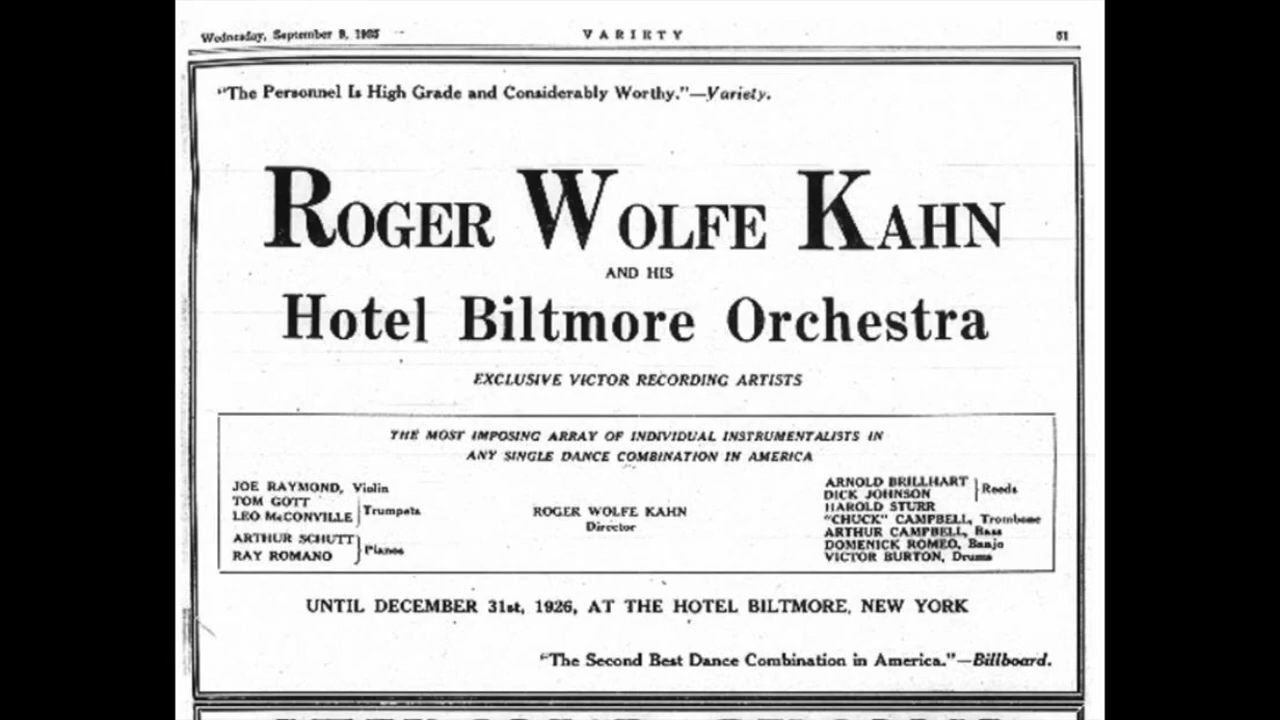 Wednesday, September 9, 1925
VARIETY
51
"The Personnel Is High Grade and Considerably Worthy."—Variety.
ROGER WOLFE KAHN
AND HIS
Hotel Biltmore Orchestra
EXCLUSIVE VICTOR RECORDING ARTISTS
THE MOST IMPOSING ARRAY OF INDIVIDUAL INSTRUMENTALISTS IN
ANY SINGLE DANCE COMBINATION IN AMERICA
JOE RAYMOND, Violin
TOM GOTT
LEO McCONVILLE
Trumpets
ARTHUR SCHUTT
RAY ROMANO
Pianos
ROGER WOLFE KAHN
Director
ARNOLD BRILLHART
DICK JOHNSON
Reeds
HAROLD STURR
"CHUCK" CAMPBELL, Trombone
ARTHUR CAMPBELL, Bass
DOMENICK ROMEO, Banjo
VICTOR BURTON, Drums
UNTIL DECEMBER 31st, 1926, AT THE HOTEL BILTMORE, NEW YORK
"The Second Best Dance Combination in America."—Billboard.